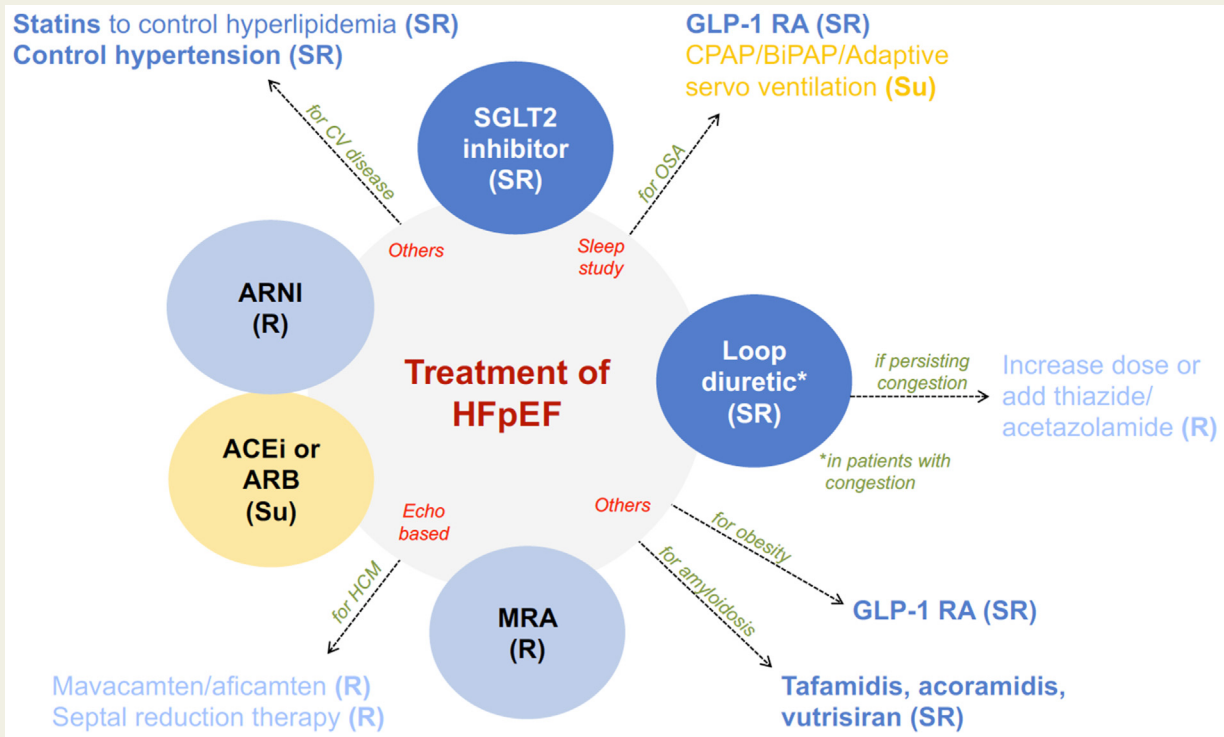 Statins to control hyperlipidemia (SR)
Control hypertension (SR)
GLP-1 RA (SR)
CPAP/BiPAP/Adaptive
servo ventilation (Su)
for CV disease
SGLT2
inhibitor
(SR)
for OSA
Others
Sleep
study
ARNI
(R)
Treatment of
HFpEF
Loop
diuretic*
(SR)
if persisting
congestion
Increase dose or
add thiazide/
acetazolamide (R)
*in patients with
congestion
ACEi or
ARB
(Su)
Echo
based
Others
for HCM
MRA
(R)
for obesity
for amyloidosis
GLP-1 RA (SR)
Mavacamten/aficamten (R)
Septal reduction therapy (R)
Tafamidis, acoramidis,
vutrisiran (SR)